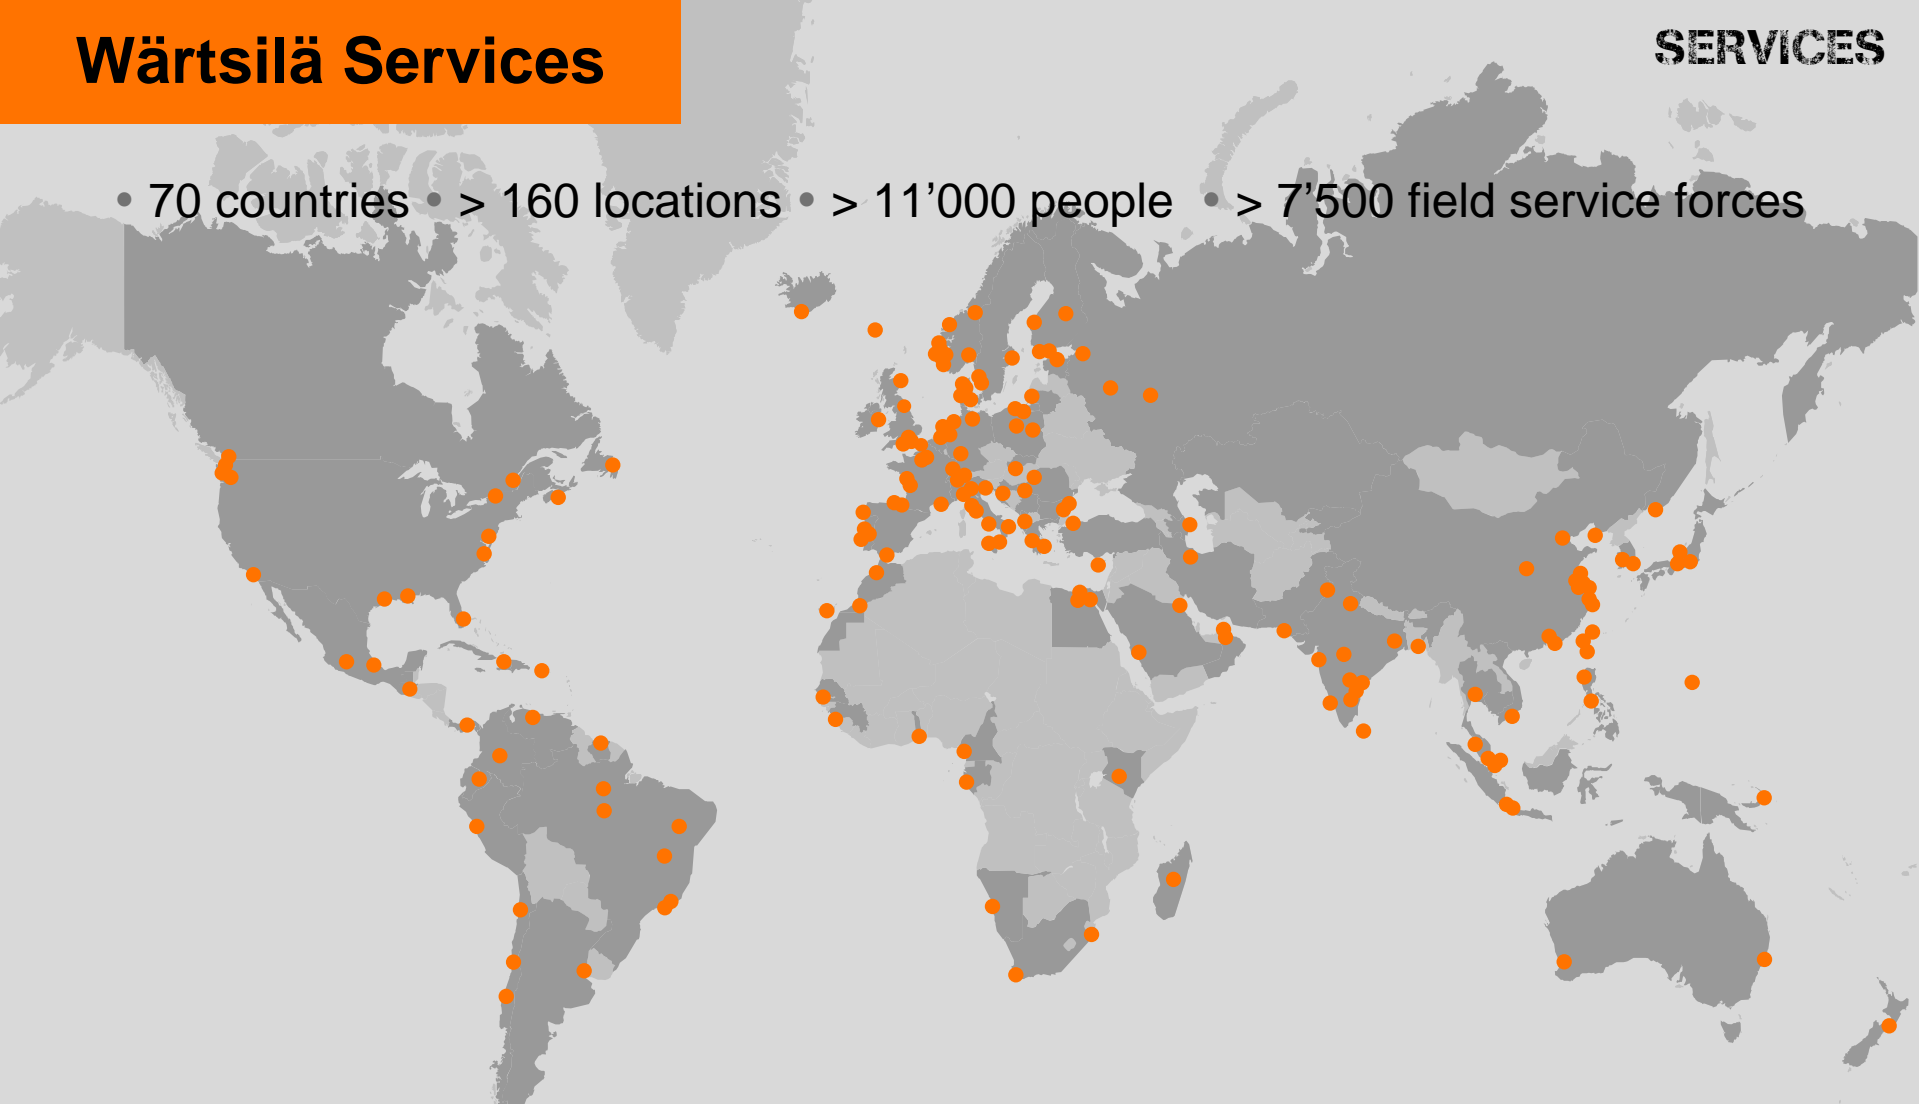 Wärtsilä Services
SERVICES
• 70 countries • > 160 locations • > 11’000 people • > 7’500 field service forces